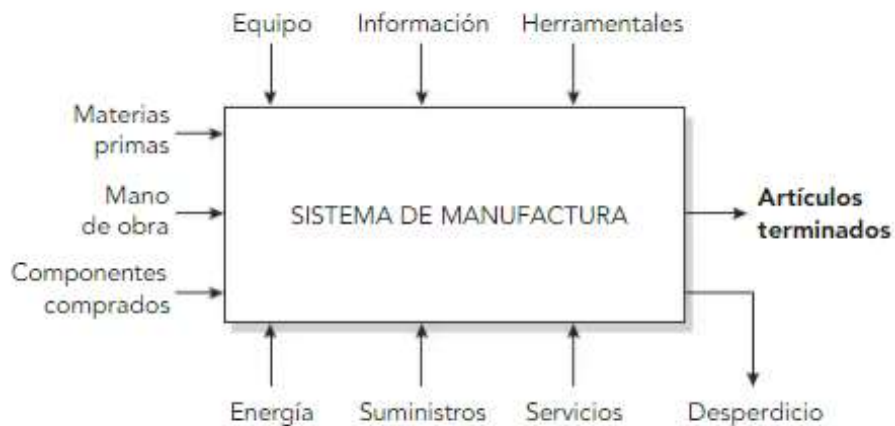 Equipo Información Herramentales
Materias
primas
Mano
de obra
Componentes
comprados
SISTEMA DE MANUFACTURA
Artículos
terminados
Energía Suministros Servicios Desperdicio